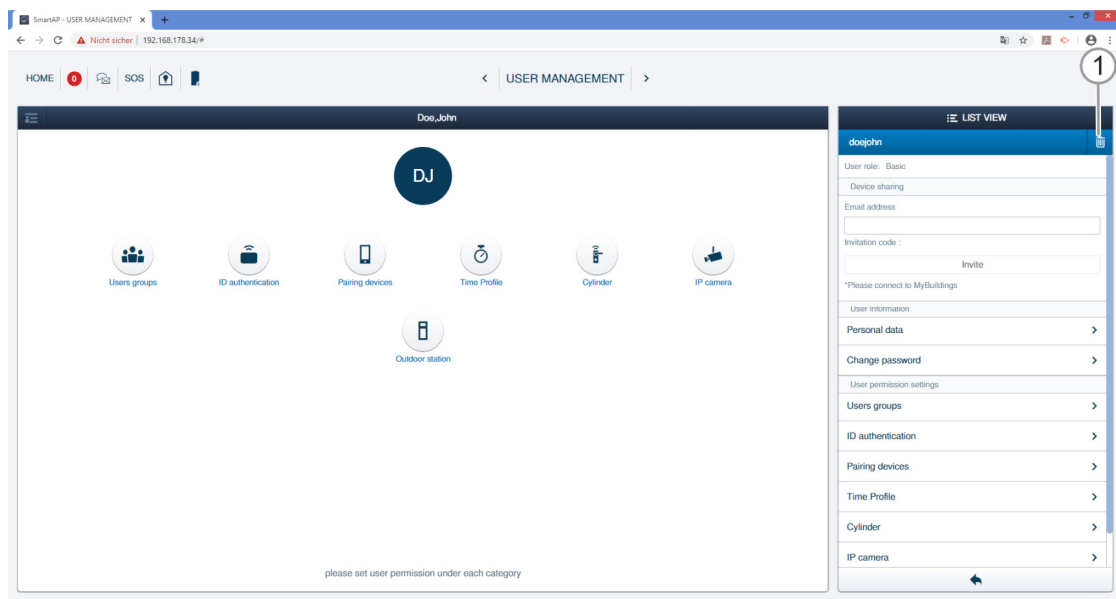 SmartAP - USER MANAGEMENT
Nicht sicher | 192.168.178.34/#
HOME 0 SOS < USER MANAGEMENT >
1
Doe,John
DJ
Users groups ID authentication Pairing devices Time Profile Cylinder IP camera
Outdoor station
please set user permission under each category
LIST VIEW
doejohn
User role: Basic
Device sharing
Email address
Invitation code :
Invite
*Please connect to MyBuildings
User information
Personal data
Change password
User permission settings
Users groups
ID authentication
Pairing devices
Time Profile
Cylinder
IP camera